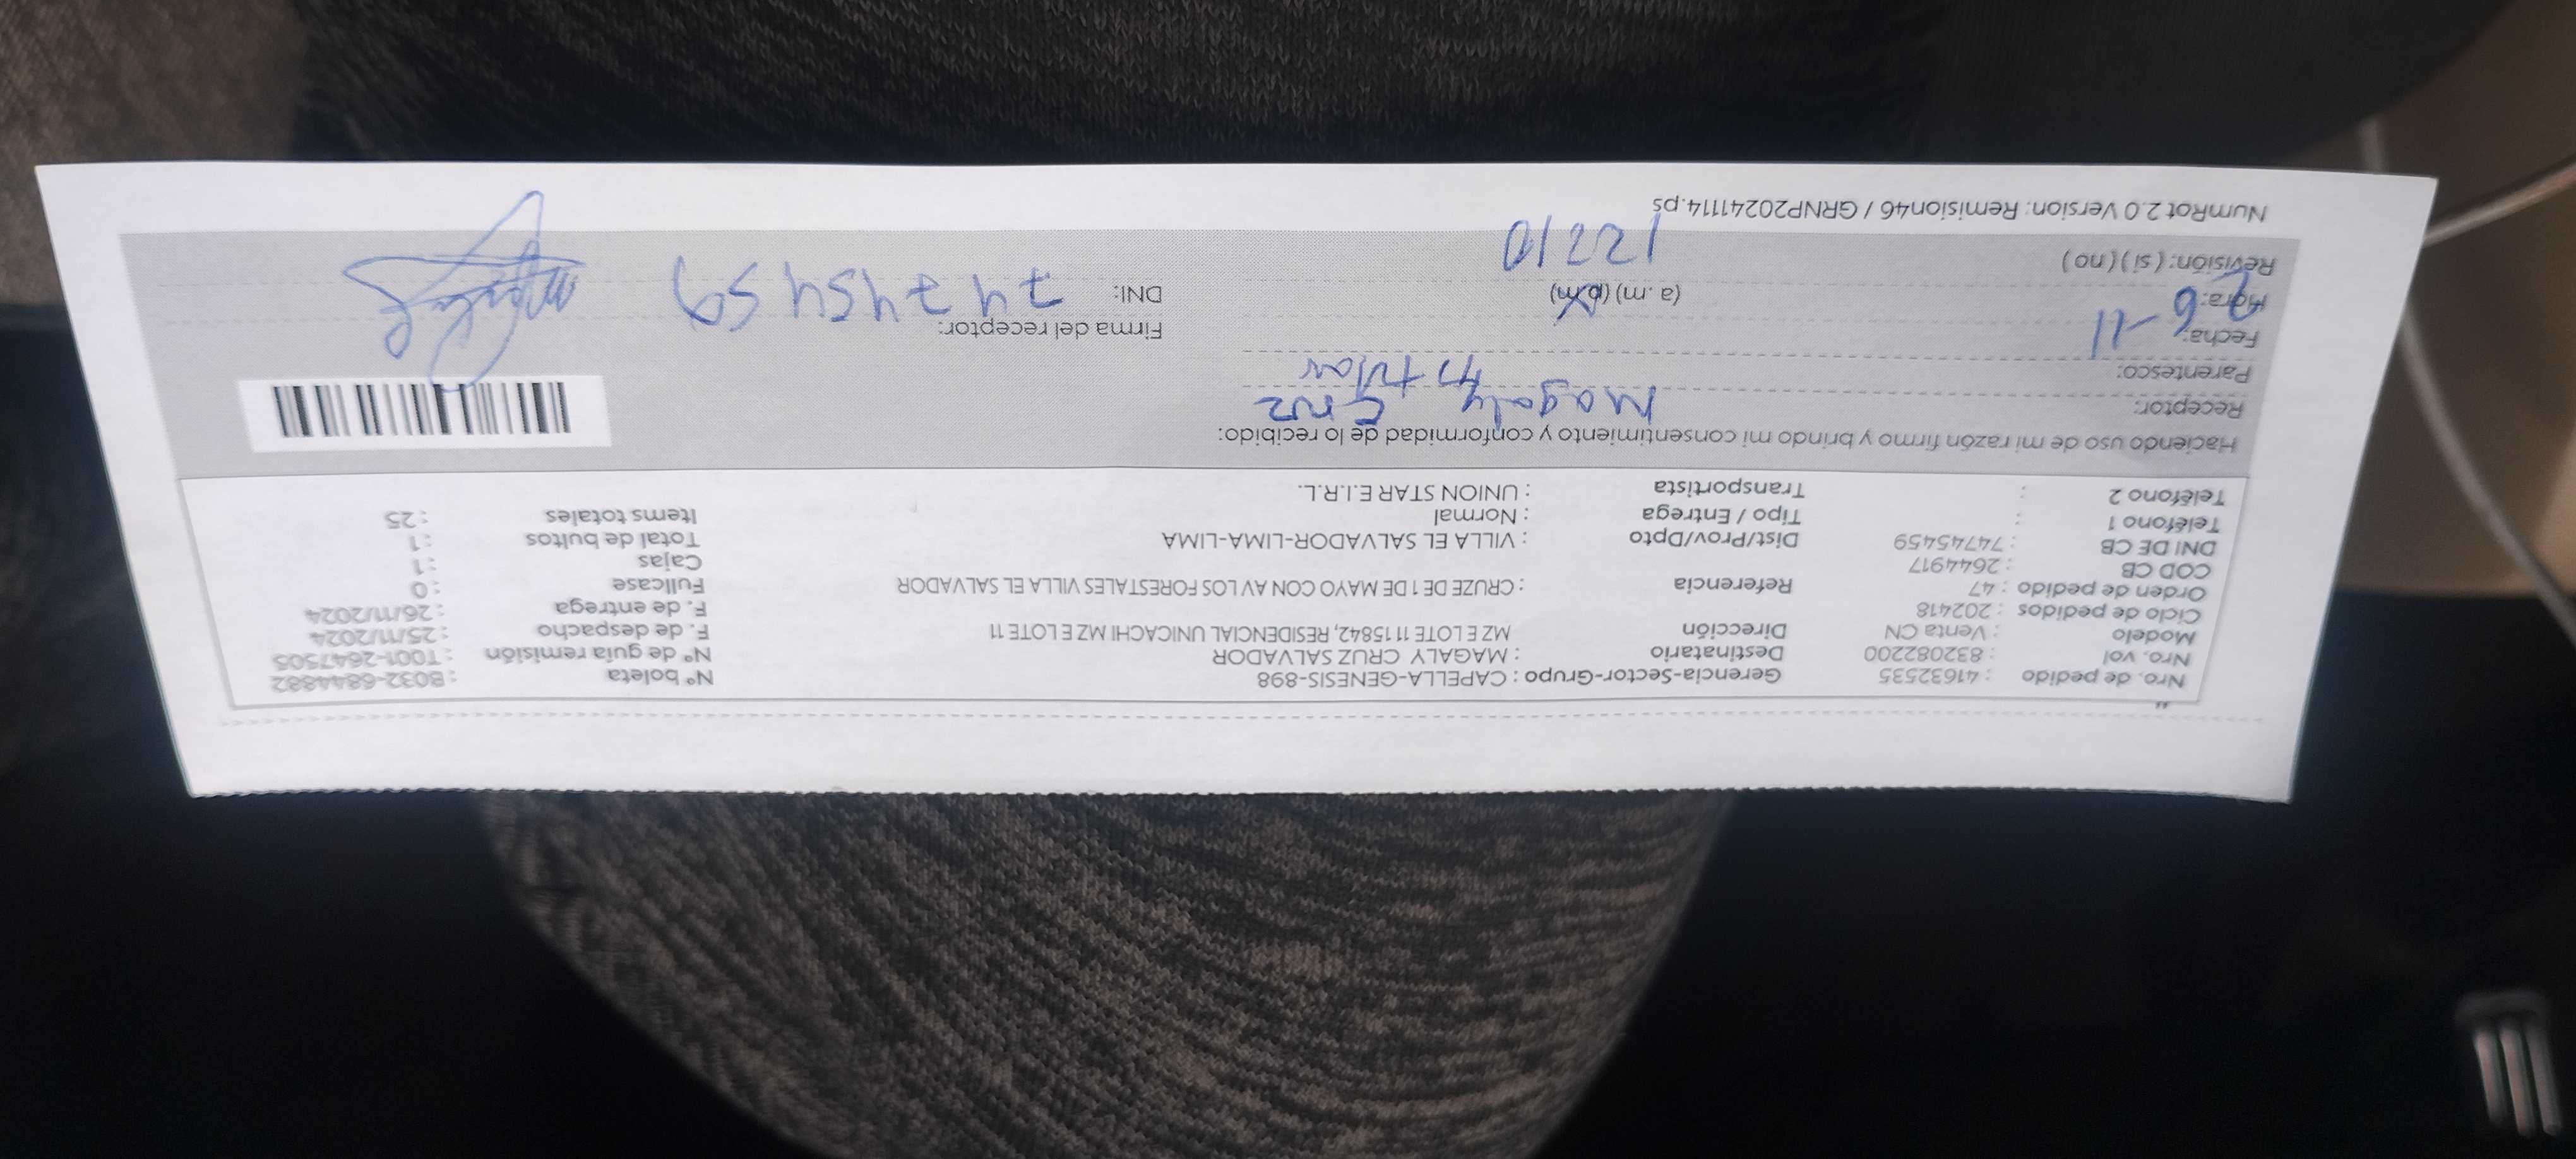 Nro. de pedido : 41632535 Gerencia-Sector-Grupo : CAPELLA-GENESIS-898 N° boleta : B032-6844882
Nro. vol : 832082200 Destinatario : MAGALY CRUZ SALVADOR N° de guía remisión : T001-2647505
Modelo : Venta CN Dirección MZ E LOTE 11 15842, RESIDENCIAL UNICACHI MZ E LOTE 11 F. de despacho : 25/11/2024
Ciclo de pedidos : 202418 F. de entrega : 26/11/2024
Orden de pedido : 47 Referencia : CRUZE DE 1 DE MAYO CON AV LOS FORESTALES VILLA EL SALVADOR Fullcase : 0
COD CB : 2644917 Cajas : 1
DNI DE CB : 74745459 Dist/Prov/Dpto : VILLA EL SALVADOR-LIMA-LIMA Total de bultos : 1
Teléfono 1 : Tipo / Entrega : Normal Items totales : 25
Teléfono 2 : Transportista : UNION STAR E.I.R.L.
Haciendo uso de mi razón firmo y brindo mi consentimiento y conformidad de lo recibido:
Receptor: Magaly Cruz
Parentesco: titular
Fecha: 26-11 Firma del receptor:
Hora: (a.m) (p.m) DNI: 74745459
Revisión: ( si ) ( no ) 12210
NumRot 2.0 Version: Remision46 / GRNP20241114.ps